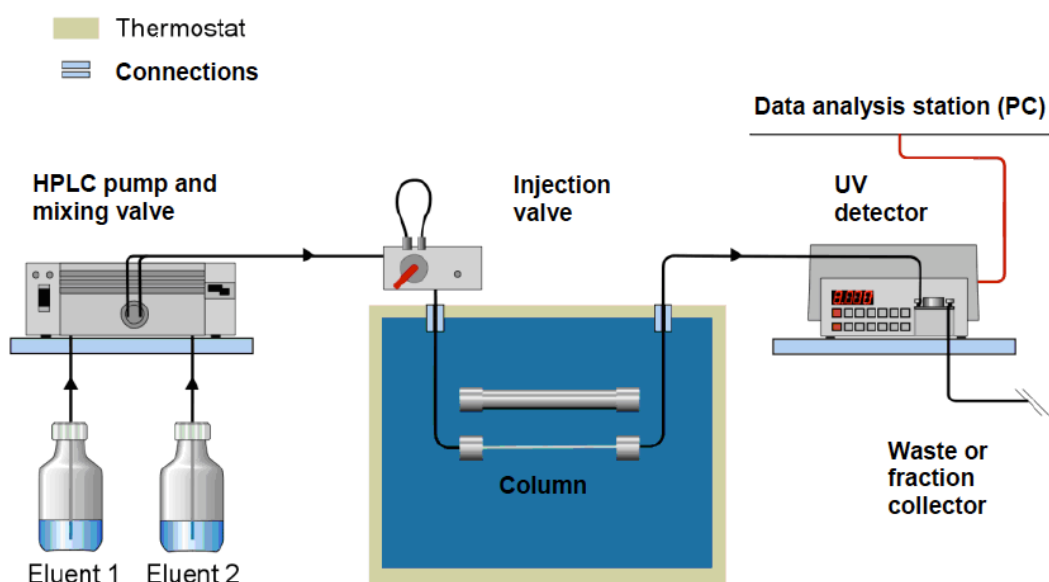 Thermostat
Connections
Data analysis station (PC)
HPLC pump and
mixing valve
Injection
valve
UV
detector
Column
Waste or
fraction
collector
Eluent 1
Eluent 2